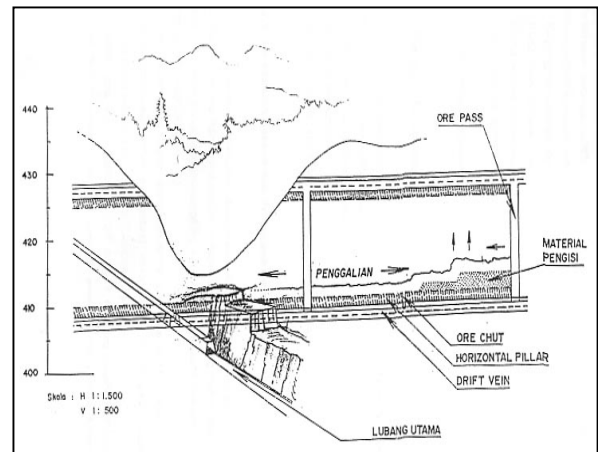 440
430
420
410
400
ORE PASS
MATERIAL
PENGISI
PENGGALIAN
ORE CHUT
HORIZONTAL PILLAR
DRIFT VEIN
LUBANG UTAMA
Skala : H 1:1.500
V 1: 500